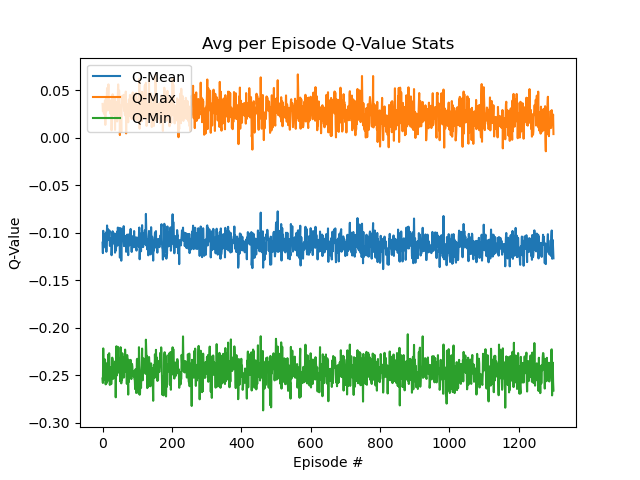 Avg per Episode Q-Value Stats
Q-Mean
Q-Max
Q-Min
0.05
0.00
−0.05
−0.10
−0.15
−0.20
−0.25
−0.30
Q-Value
0 200 400 600 800 1000 1200
Episode #